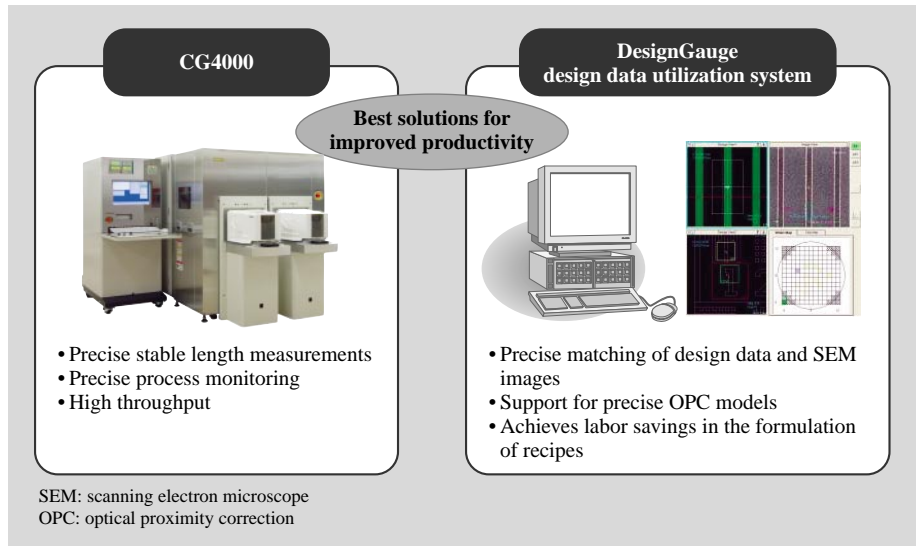 CG4000
DesignGauge
design data utilization system
Best solutions for
improved productivity
• Precise stable length measurements
• Precise process monitoring
• High throughput
• Precise matching of design data and SEM
images
• Support for precise OPC models
• Achieves labor savings in the formulation
of recipes
SEM: scanning electron microscope
OPC: optical proximity correction